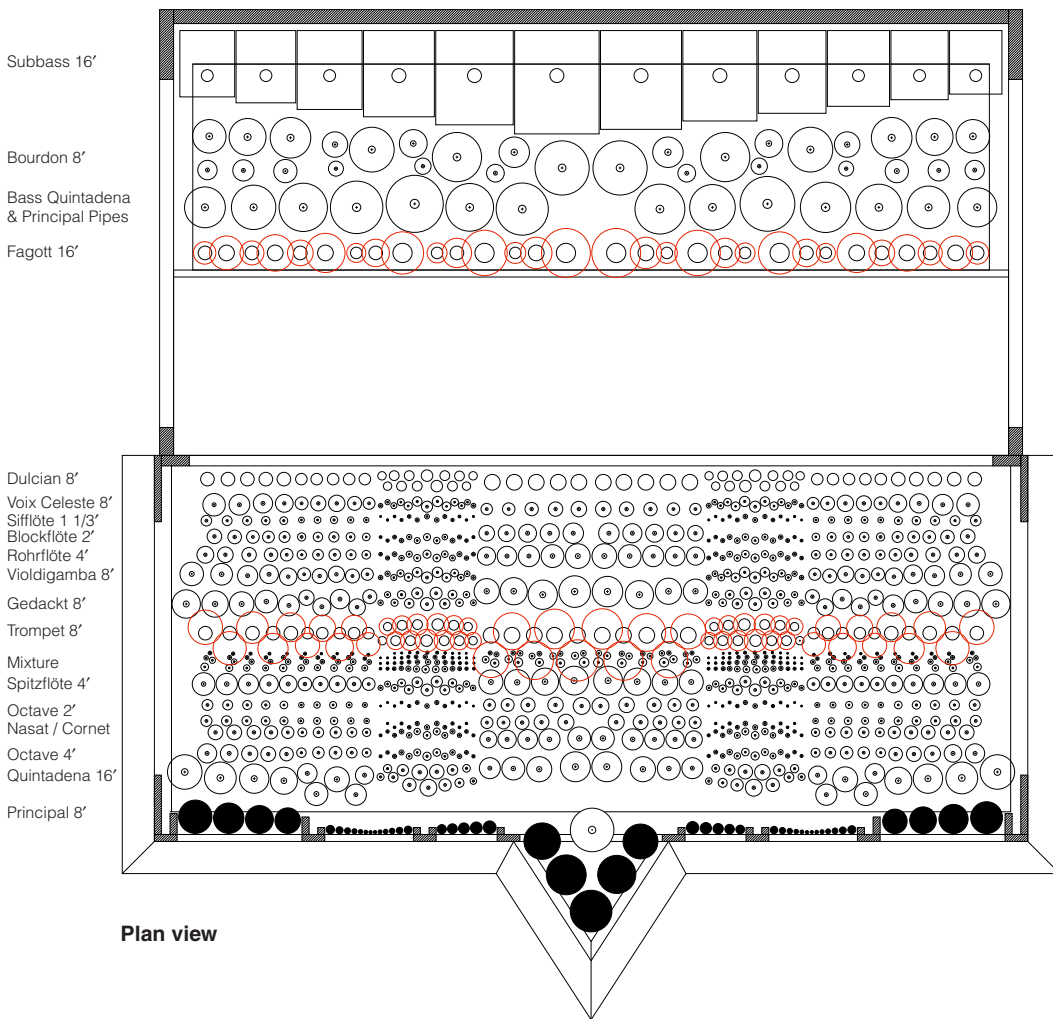 Subbass 16′
Bourdon 8′
Bass Quintadena
& Principal Pipes
Fagott 16′
Dulcian 8′
Voix Celeste 8′
Sifflöte 1 1/3′
Blockflöte 2′
Rohrflöte 4′
Violdigamba 8′
Gedackt 8′
Trompet 8′
Mixture
Spitzflöte 4′
Octave 2′
Nasat / Cornet
Octave 4′
Quintadena 16′
Principal 8′
Plan view